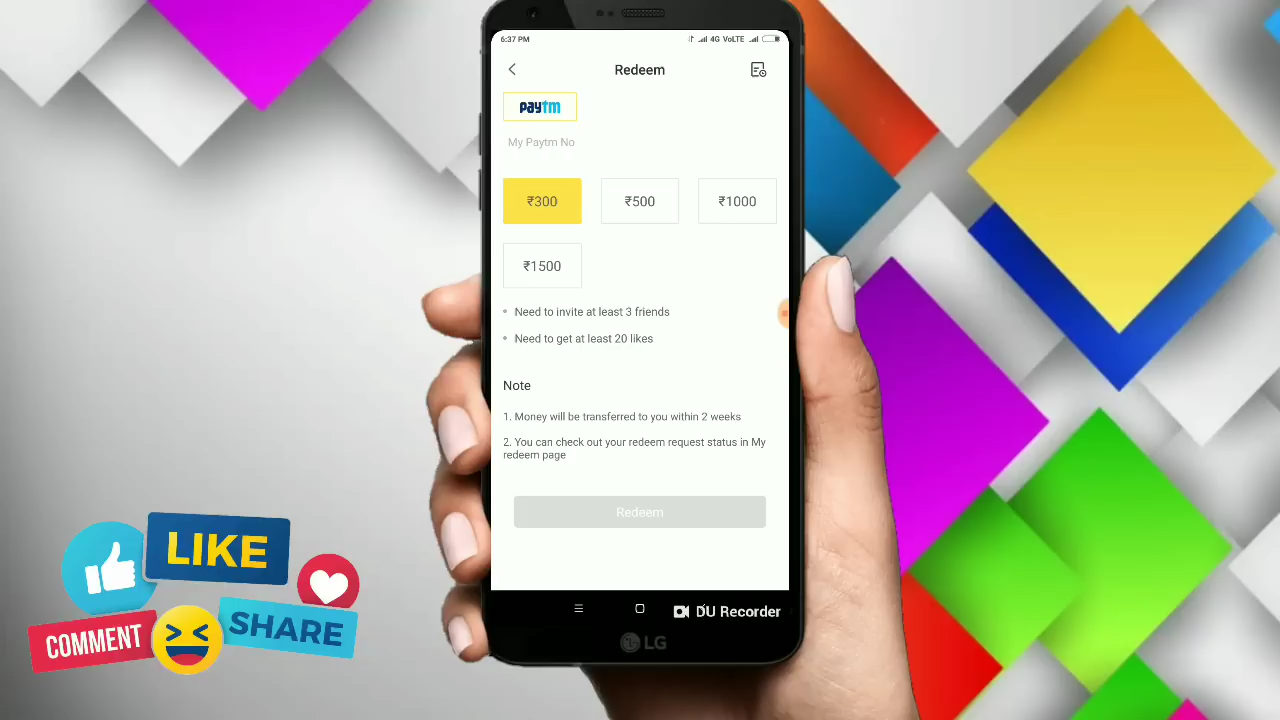 6:37 PM
4G VoLTE
Redeem
paytm
My Paytm No
₹300
₹500
₹1000
₹1500
Need to invite at least 3 friends
Need to get at least 20 likes
Note
1. Money will be transferred to you within 2 weeks
2. You can check out your redeem request status in My
redeem page
Redeem
DU Recorder
LG
LIKE
COMMENT
SHARE